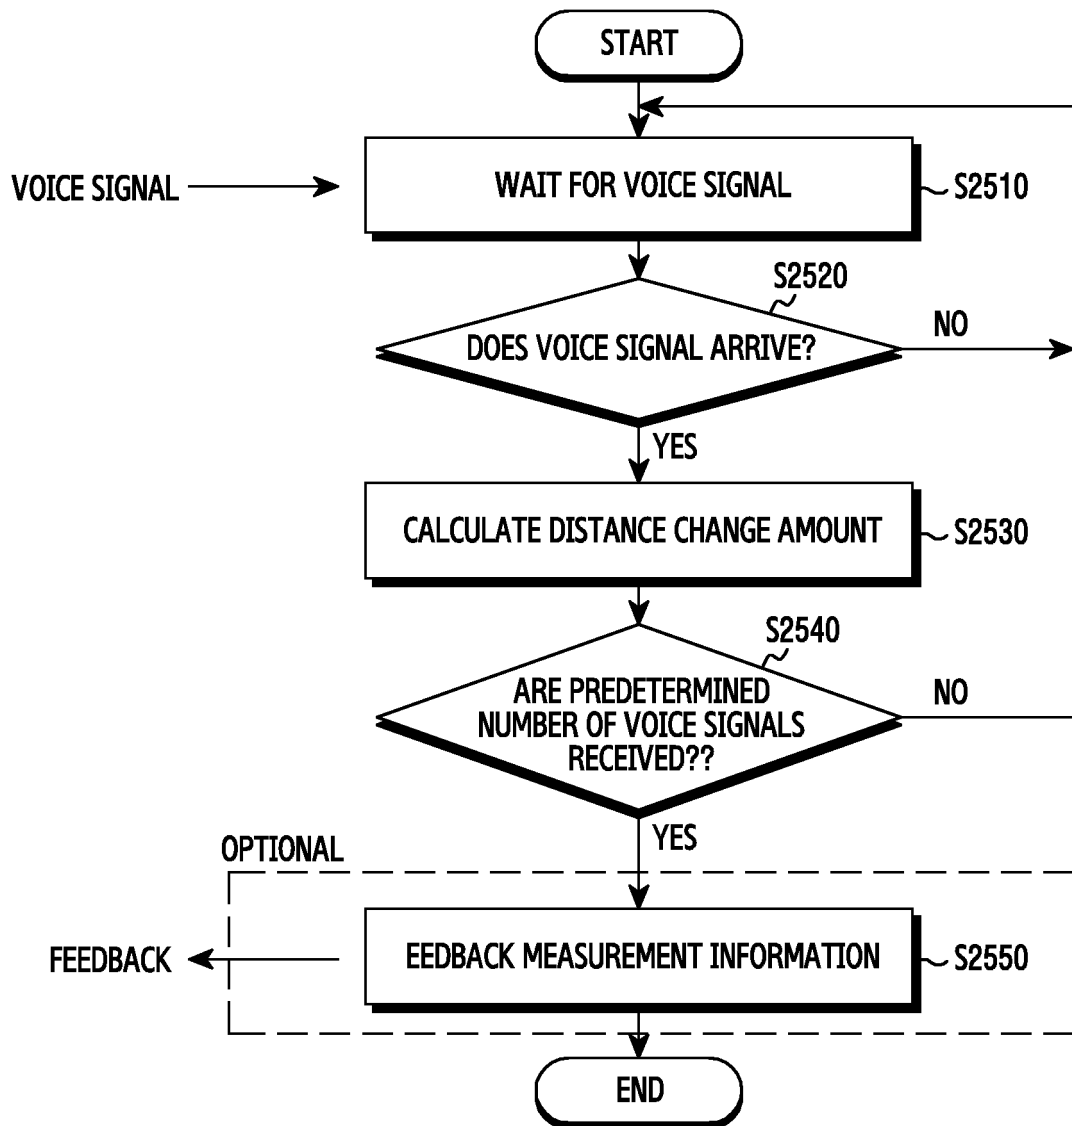 START
VOICE SIGNAL
WAIT FOR VOICE SIGNAL
S2510
S2520
DOES VOICE SIGNAL ARRIVE?
NO
YES
CALCULATE DISTANCE CHANGE AMOUNT
S2530
S2540
ARE PREDETERMINED
NUMBER OF VOICE SIGNALS
RECEIVED??
NO
YES
OPTIONAL
FEEDBACK
EEDBACK MEASUREMENT INFORMATION
S2550
END